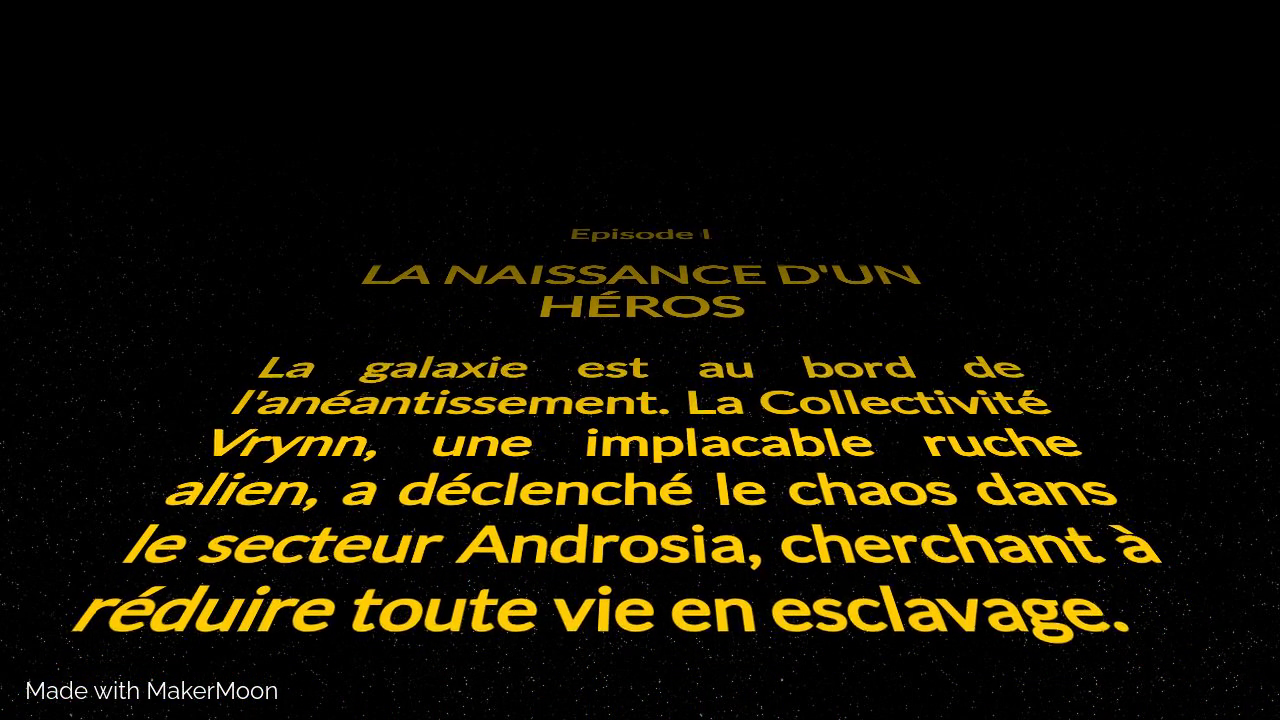 Episode I
LA NAISSANCE D'UN
HÉROS
La galaxie est au bord de
l'anéantissement. La Collectivité
Vrynn, une implacable ruche
alien, a déclenché le chaos dans
le secteur Androsia, cherchant à
réduire toute vie en esclavage.
Made with MakerMoon